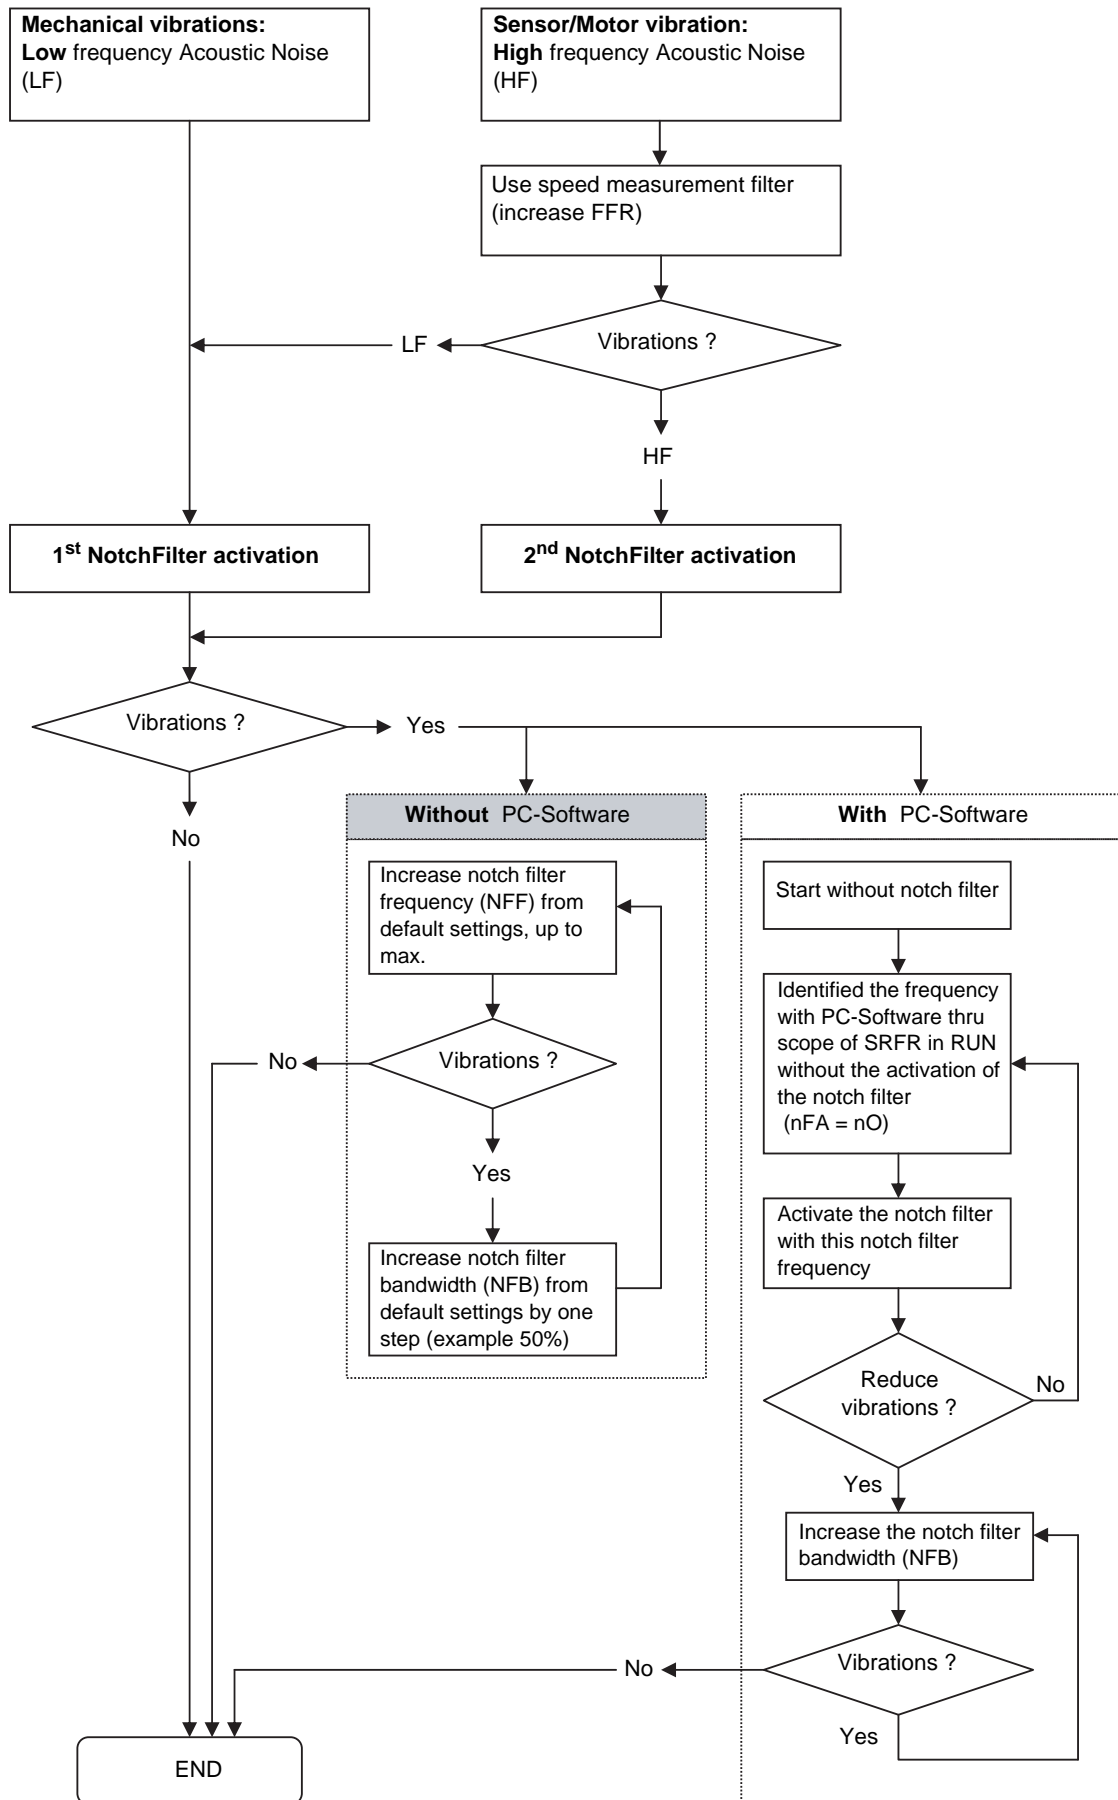 Mechanical vibrations:
Low frequency Acoustic Noise
(LF)
Sensor/Motor vibration:
High frequency Acoustic Noise
(HF)
Use speed measurement filter
(increase FFR)
Vibrations ?
LF
HF
1st NotchFilter activation
2nd NotchFilter activation
Vibrations ?
Yes
No
Without PC-Software
Increase notch filter
frequency (NFF) from
default settings, up to
max.
Vibrations ?
No
Yes
Increase notch filter
bandwidth (NFB) from
default settings by one
step (example 50%)
With PC-Software
Start without notch filter
Identified the frequency
with PC-Software thru
scope of SRFR in RUN
without the activation of
the notch filter
(nFA = nO)
Activate the notch filter
with this notch filter
frequency
Reduce
vibrations ?
No
Yes
Increase the notch filter
bandwidth (NFB)
Vibrations ?
No
Yes
END